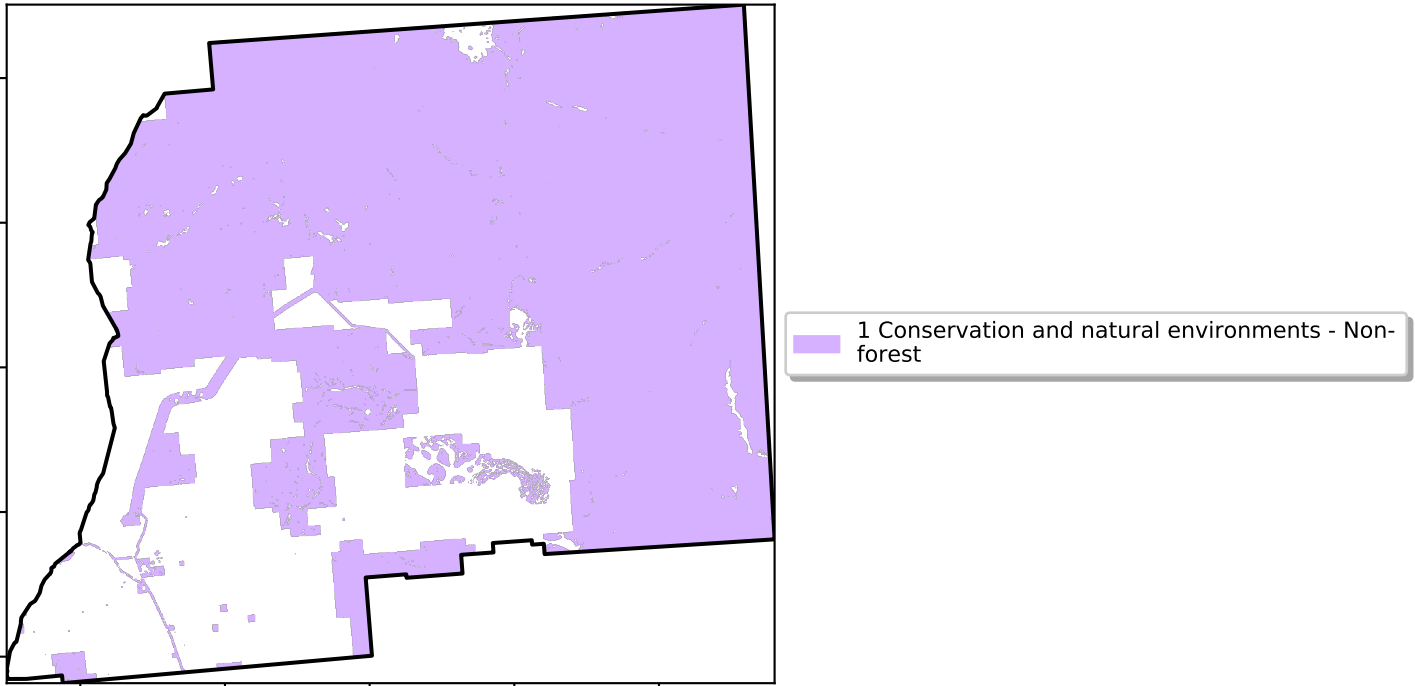 1 Conservation and natural environments - Non-
forest